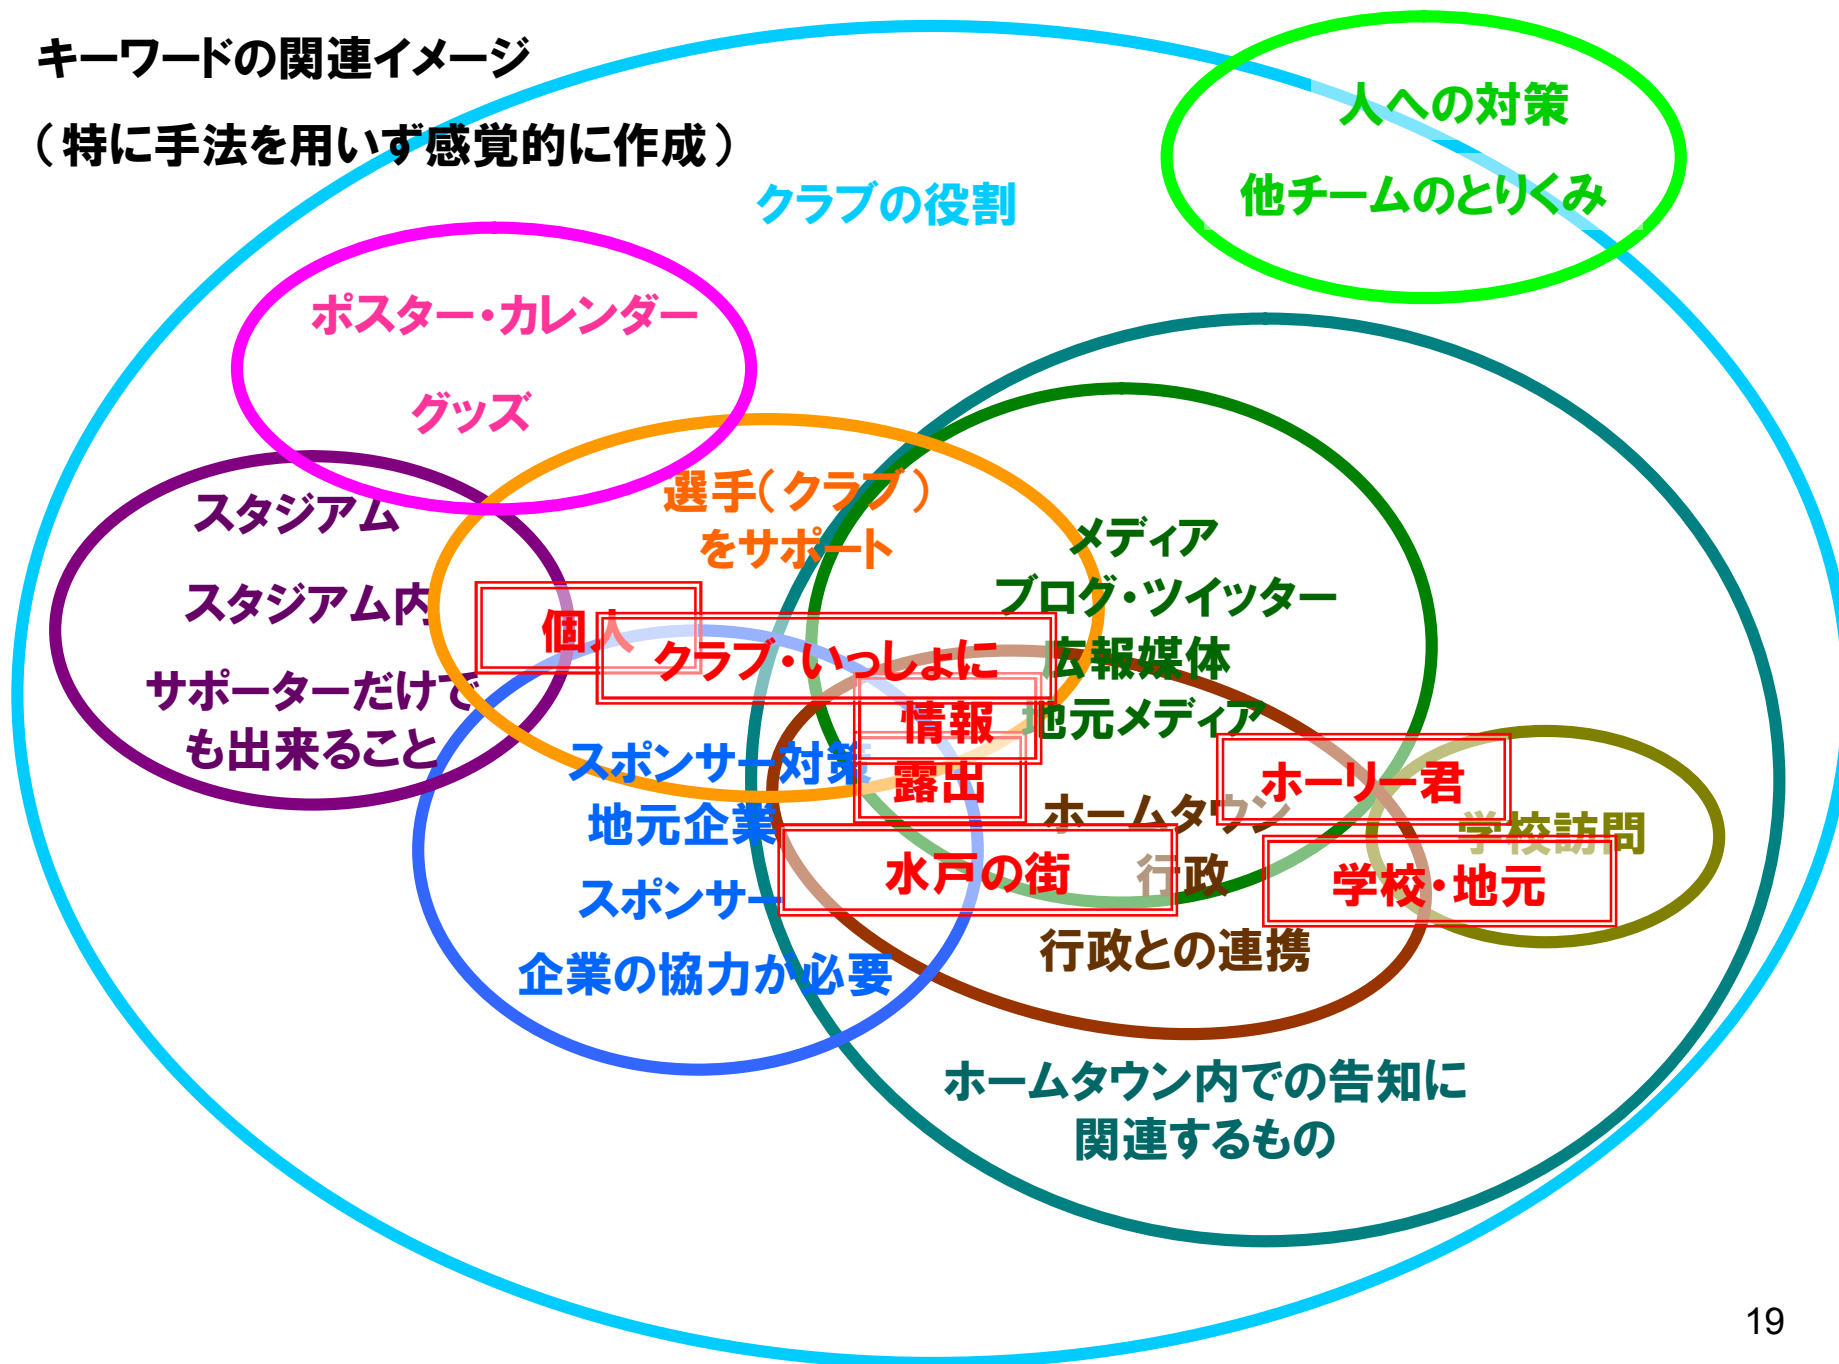 キーワードの関連イメージ
（特に手法を用いず感覚的に作成）
人への対策
他チームのとりくみ
クラブの役割
ポスター・カレンダー
グッズ
スタジアム
スタジアム内
サポーターだけで
も出来ること
選手（クラブ）
をサポート
メディア
ブログ・ツイッター
広報媒体
地元メディア
個人
クラブ・いっしょに
情報
露出
スポンサー対策
地元企業
スポンサー
企業の協力が必要
水戸の街
ホームタウン
行政
行政との連携
ホーリー君
学校訪問
学校・地元
ホームタウン内での告知に
関連するもの
19